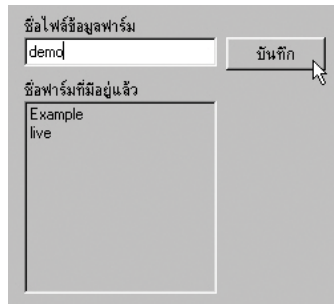 ชื่อไฟล์ข้อมูลฟาร์ม
demo
บันทึก
ชื่อฟาร์มที่มีอยู่แล้ว
Example
live